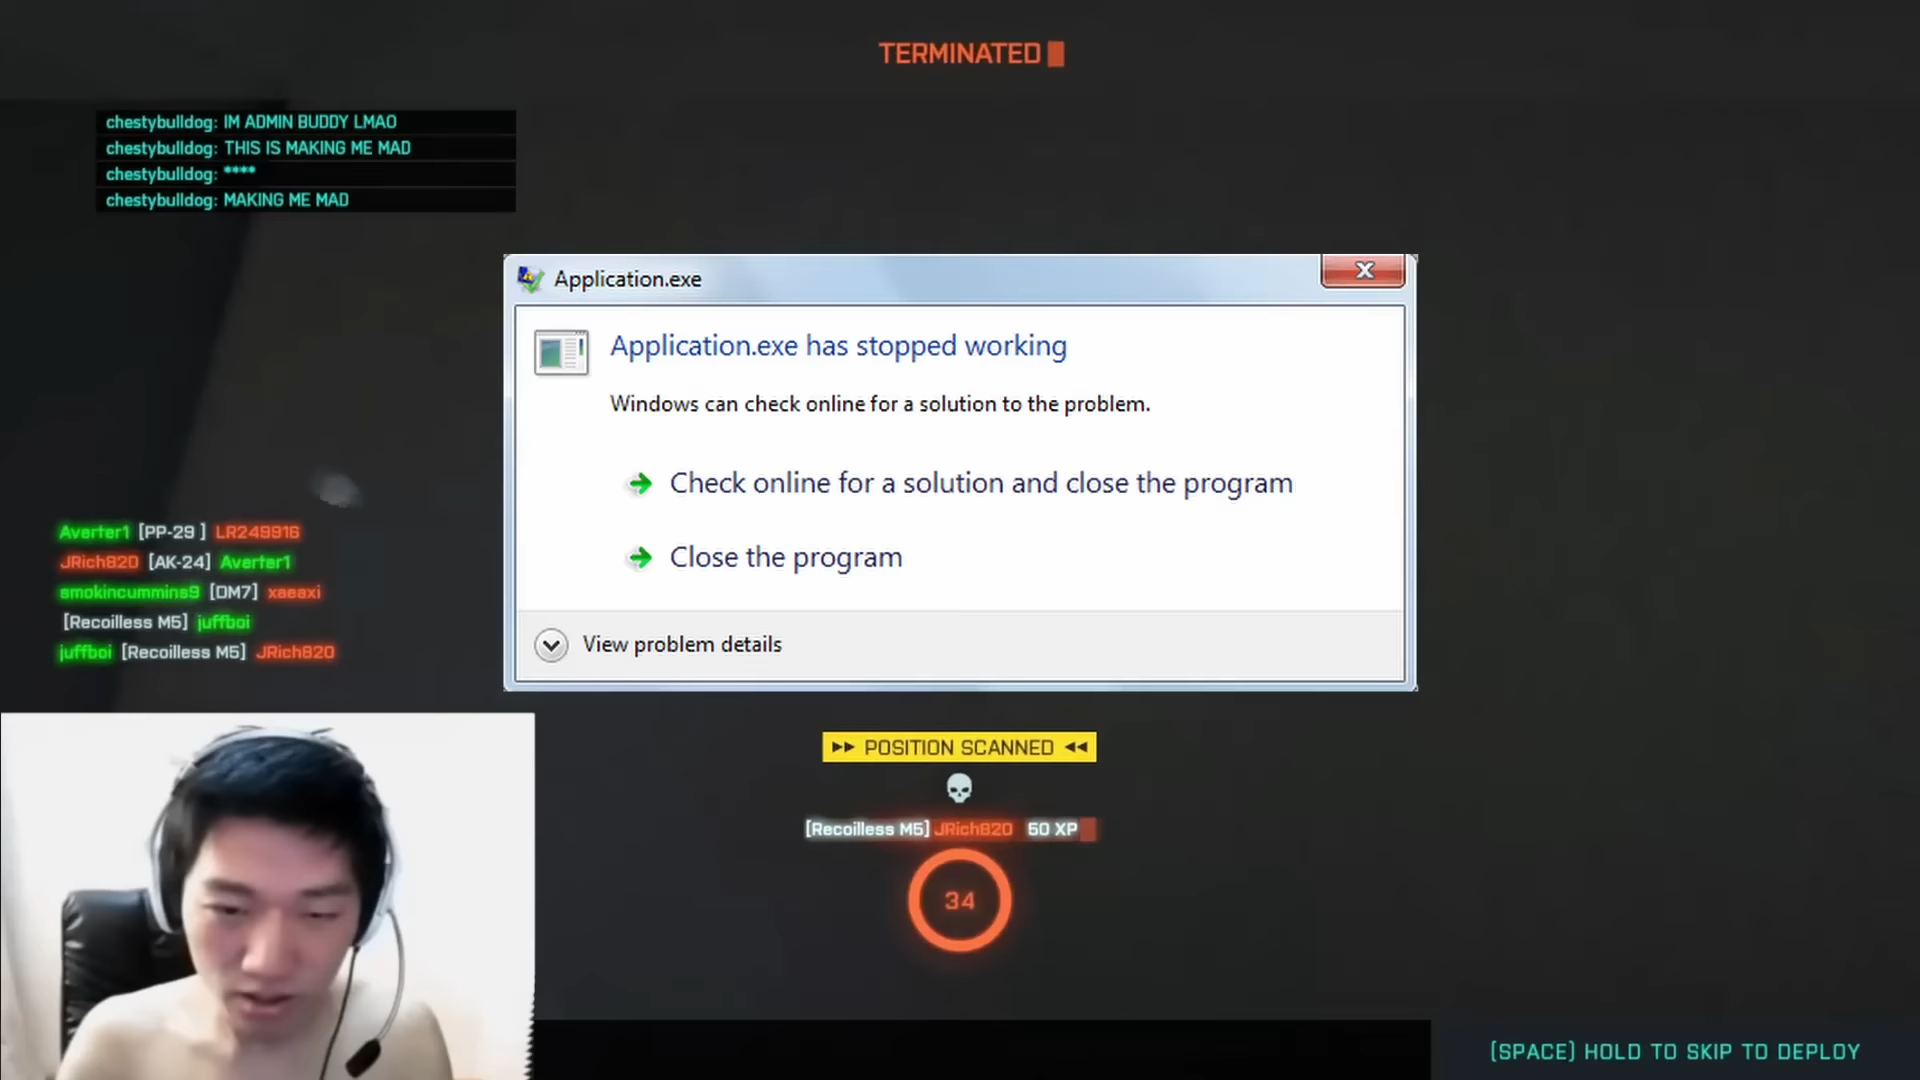 TERMINATED
chestybulldog: IM ADMIN BUDDY LMAO
chestybulldog: THIS IS MAKING ME MAD
chestybulldog: ****
chestybulldog: MAKING ME MAD
Application.exe
Application.exe has stopped working
Windows can check online for a solution to the problem.
Check online for a solution and close the program
Close the program
View problem details
Averter1 [PP-29 ] LR249916
JRich820 [AK-24] Averter1
smokincummins9 [DM7] xaeaxi
[Recoilless M5] juffboi
juffboi [Recoilless M5] JRich820
POSITION SCANNED
[Recoilless M5] JRich820 50 XP
34
[SPACE] HOLD TO SKIP TO DEPLOY